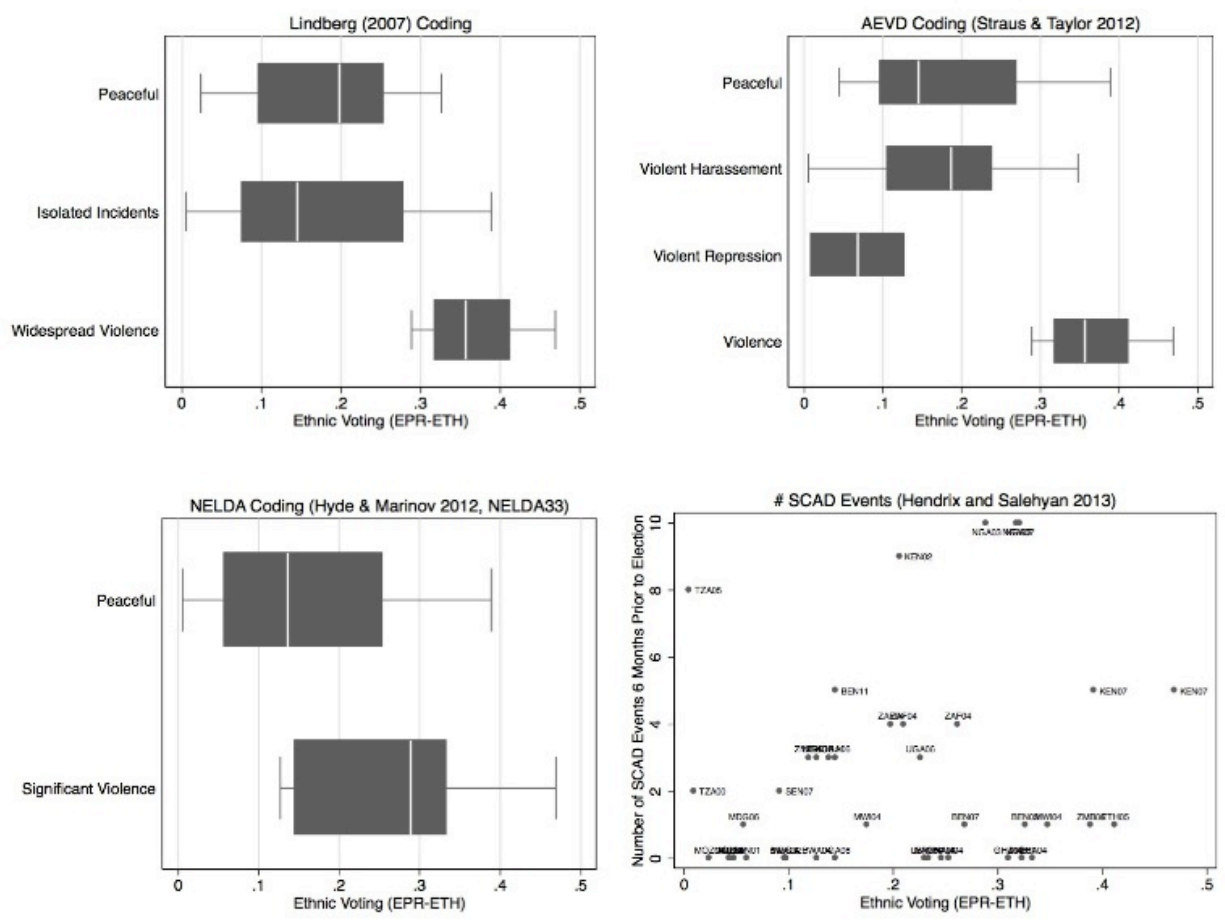 Lindberg (2007) Coding
Peaceful
Isolated Incidents
Widespread Violence
0 .1 .2 .3 .4 .5
Ethnic Voting (EPR-ETH)
AEVD Coding (Straus & Taylor 2012)
Peaceful
Violent Harassement
Violent Repression
Violence
0 .1 .2 .3 .4 .5
Ethnic Voting (EPR-ETH)
NELDA Coding (Hyde & Marinov 2012, NELDA33)
Peaceful
Significant Violence
0 .1 .2 .3 .4 .5
Ethnic Voting (EPR-ETH)
# SCAD Events (Hendrix and Salehyan 2013)
Number of SCAD Events 6 Months Prior to Election
10
NGA03
KEN02
8
TZA05
6
BEN11
KEN07
KEN07
4
ZAF04
ZAF04
UGA06
2
TZA00
SEN07
MDG06
MWI04
BEN07
MWI04
ETH05
0
0 .1 .2 .3 .4 .5
Ethnic Voting (EPR-ETH)